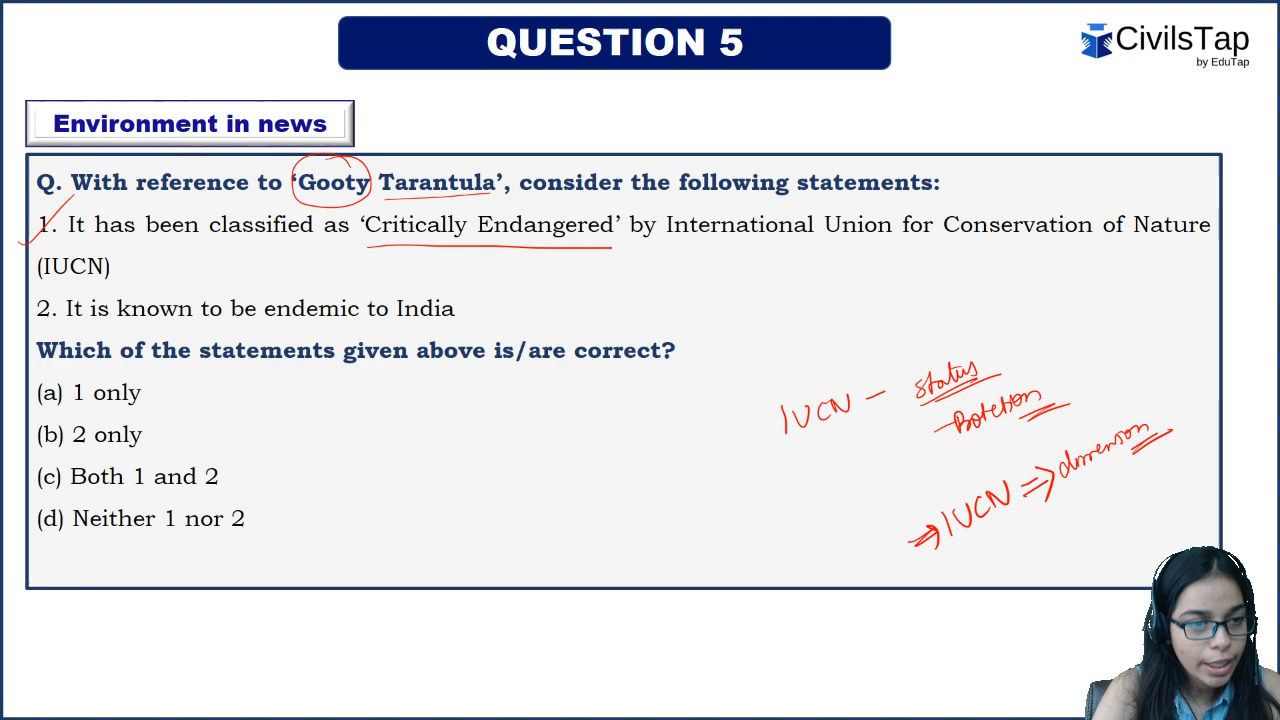 QUESTION 5
CivilsTap
by EduTap
Environment in news
Q. With reference to ‘Gooty Tarantula’, consider the following statements:
1. It has been classified as ‘Critically Endangered’ by International Union for Conservation of Nature
(IUCN)
2. It is known to be endemic to India
Which of the statements given above is/are correct?
(a) 1 only
(b) 2 only
(c) Both 1 and 2
(d) Neither 1 nor 2
IUCN - status
IUCN ⇒ dimension